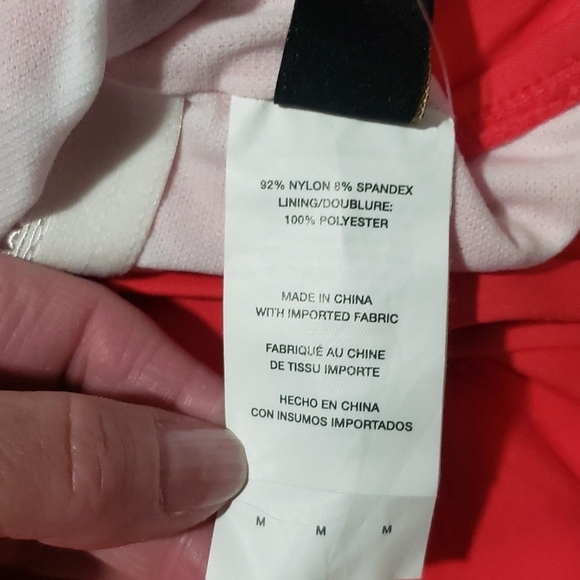 92% NYLON 8% SPANDEX
LINING/DOUBLURE:
100% POLYESTER
MADE IN CHINA
WITH IMPORTED FABRIC
FABRIQUÉ AU CHINE
DE TISSU IMPORTE
HECHO EN CHINA
CON INSUMOS IMPORTADOS
M M M